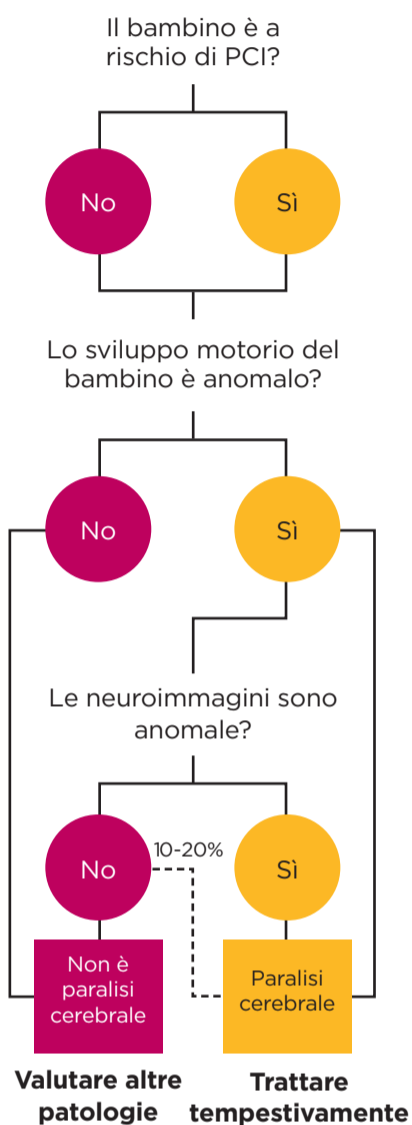 Il bambino è a
rischio di PCI?
No
Sì
Lo sviluppo motorio del
bambino è anomalo?
No
Sì
Le neuroimmagini sono
anomale?
No
10-20%
Sì
Non è
paralisi
cerebrale
Paralisi
cerebrale
Valutare altre
patologie
Trattare
tempestivamente